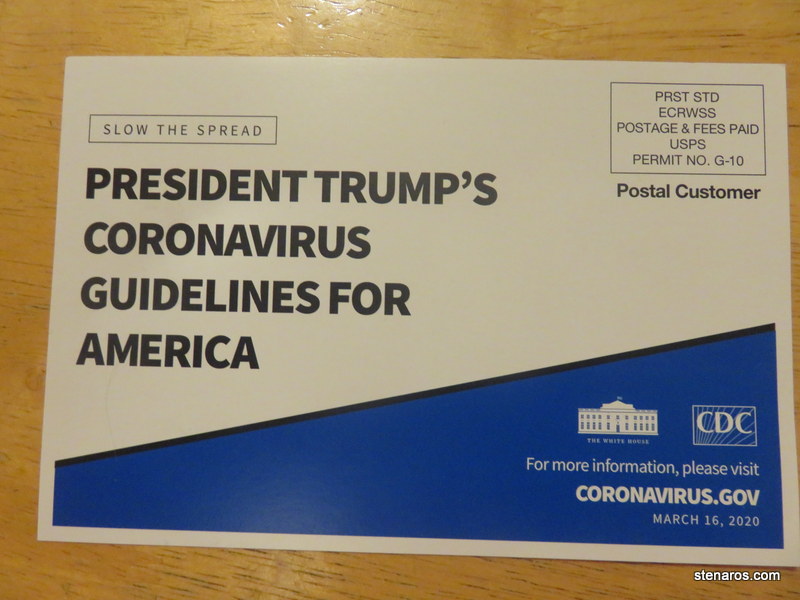 SLOW THE SPREAD
PRESIDENT TRUMP'S
CORONAVIRUS
GUIDELINES FOR
AMERICA
PRST STD
ECRWSS
POSTAGE & FEES PAID
USPS
PERMIT NO. G-10
Postal Customer
THE WHITE HOUSE
CDC
For more information, please visit
CORONAVIRUS.GOV
MARCH 16, 2020
stenaros.com